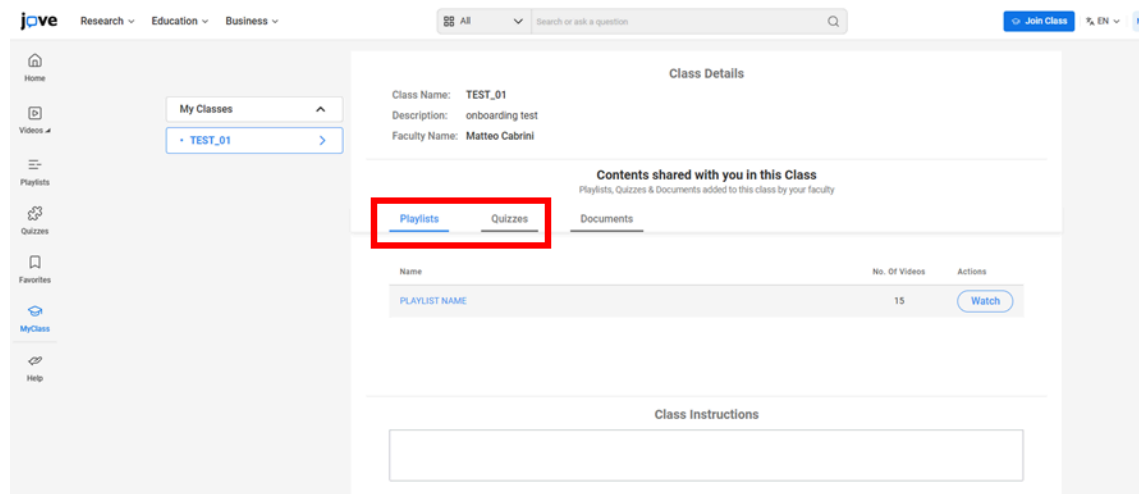 jove Research Education Business All Search or ask a question Join Class EN
Home
Videos
Playlists
Quizzes
Favorites
MyClass
Help
My Classes
• TEST_01
Class Details
Class Name: TEST_01
Description: onboarding test
Faculty Name: Matteo Cabrini
Contents shared with you in this Class
Playlists, Quizzes & Documents added to this class by your faculty
Playlists Quizzes Documents
Name No. Of Videos Actions
PLAYLIST NAME 15 Watch
Class Instructions